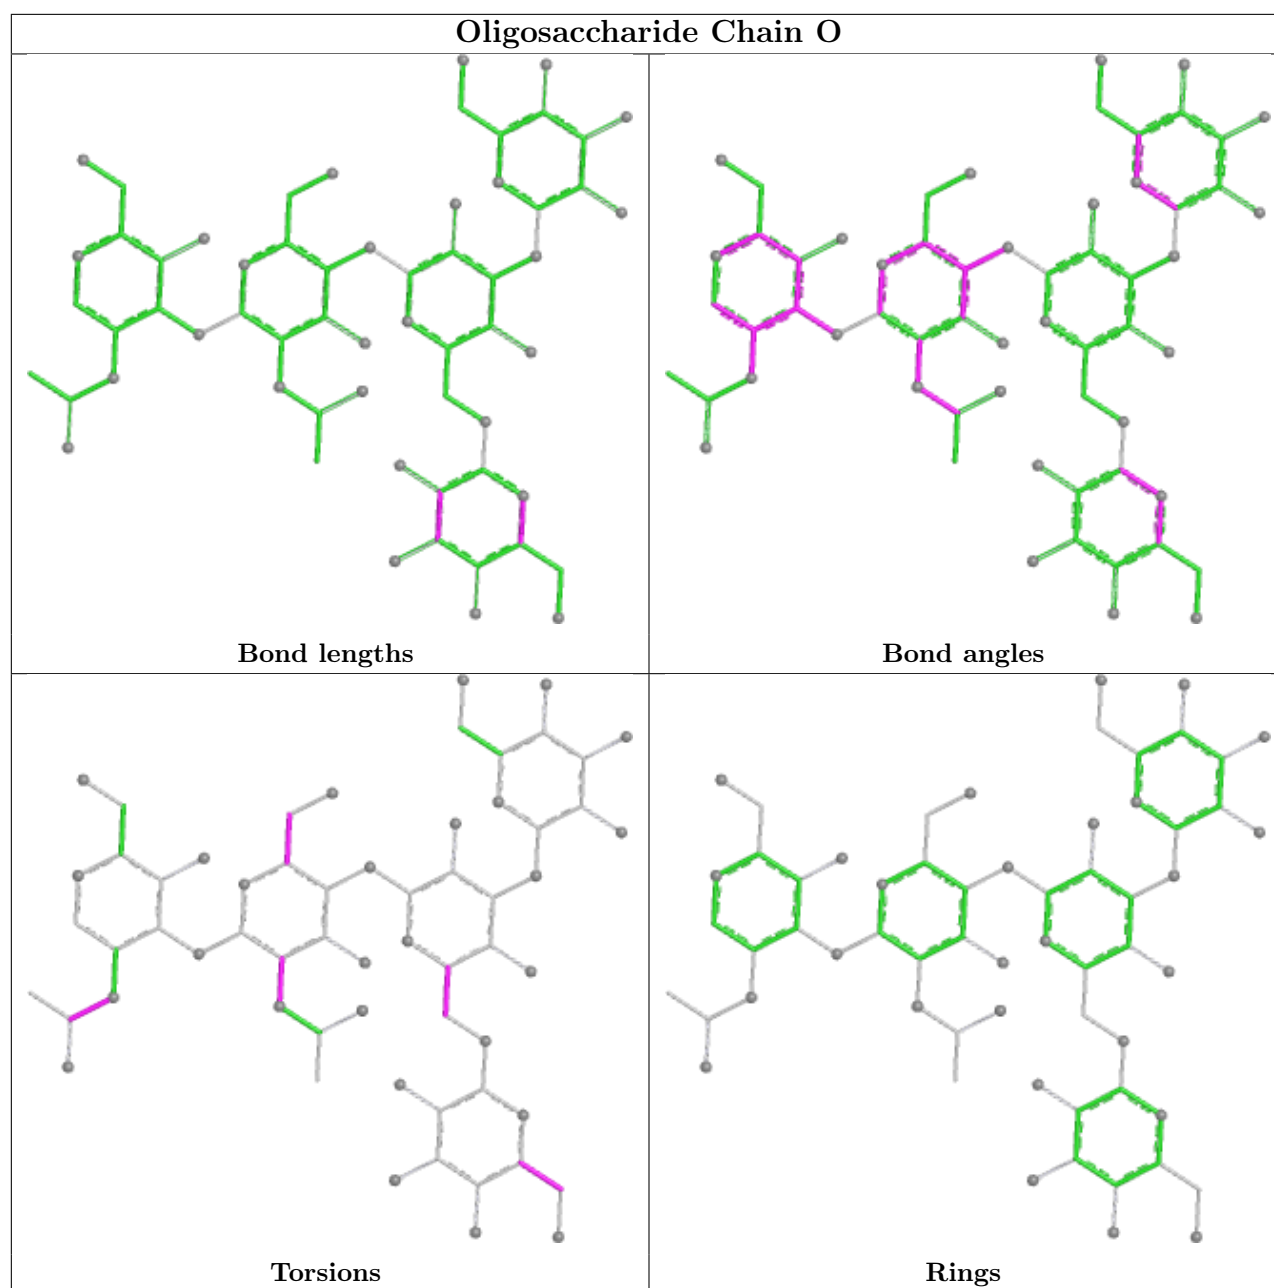 Oligosaccharide Chain O
Bond lengths
Bond angles
Torsions
Rings